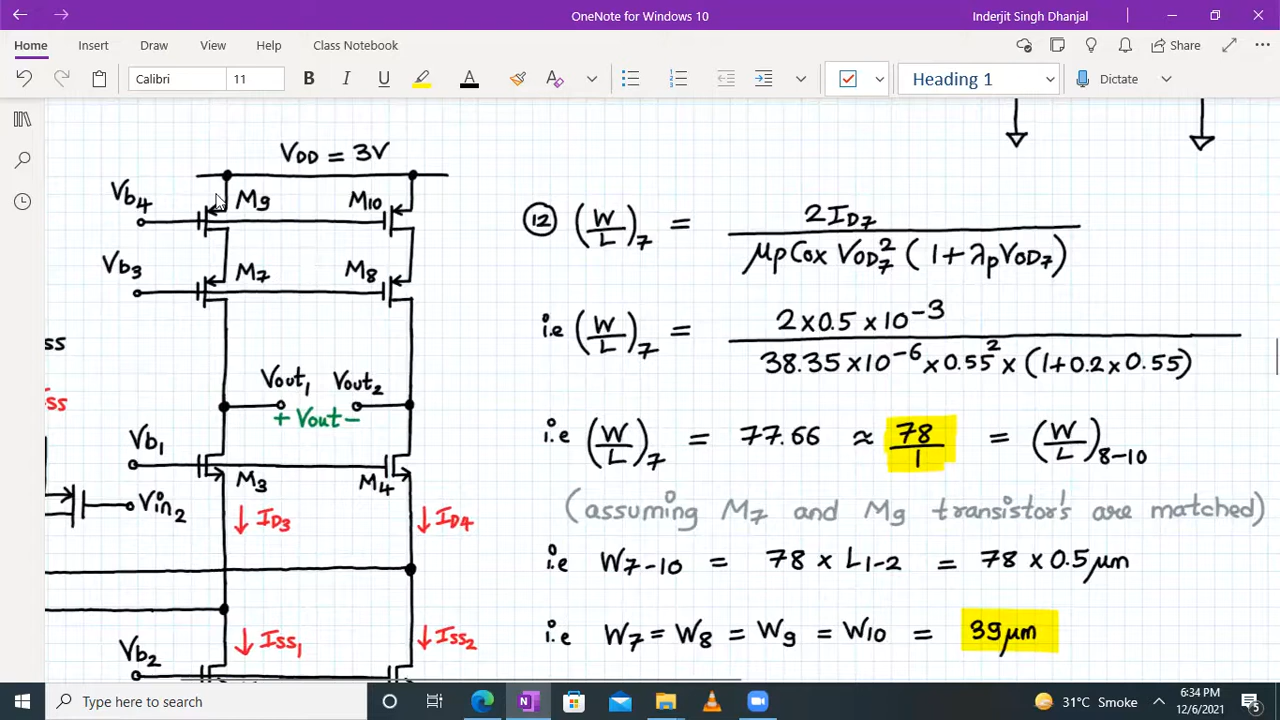 OneNote for Windows 10
Inderjit Singh Dhanjal
Home Insert Draw View Help Class Notebook
Share
Calibri 11 B I U A Heading 1 Dictate
VDD = 3V
Vb4 M9 M10
Vb3 M7 M8
Vout1 Vout2
+ Vout −
Vb1 M3 M4
Vin2
ID3 ID4
ss
ss
ISS1 ISS2
Vb2
⑫ (W/L)7 = 2ID7 / μpCox VOD7² (1+λpVOD7)
i.e (W/L)7 = 2×0.5×10⁻³ / 38.35×10⁻⁶×0.55²×(1+0.2×0.55)
i.e (W/L)7 = 77.66 ≈ 78/1 = (W/L)8-10
(assuming M7 and M9 transistor's are matched)
i.e W7-10 = 78 × L1-2 = 78 × 0.5μm
i.e W7 = W8 = W9 = W10 = 39μm
Type here to search
31°C Smoke
6:34 PM
12/6/2021
5